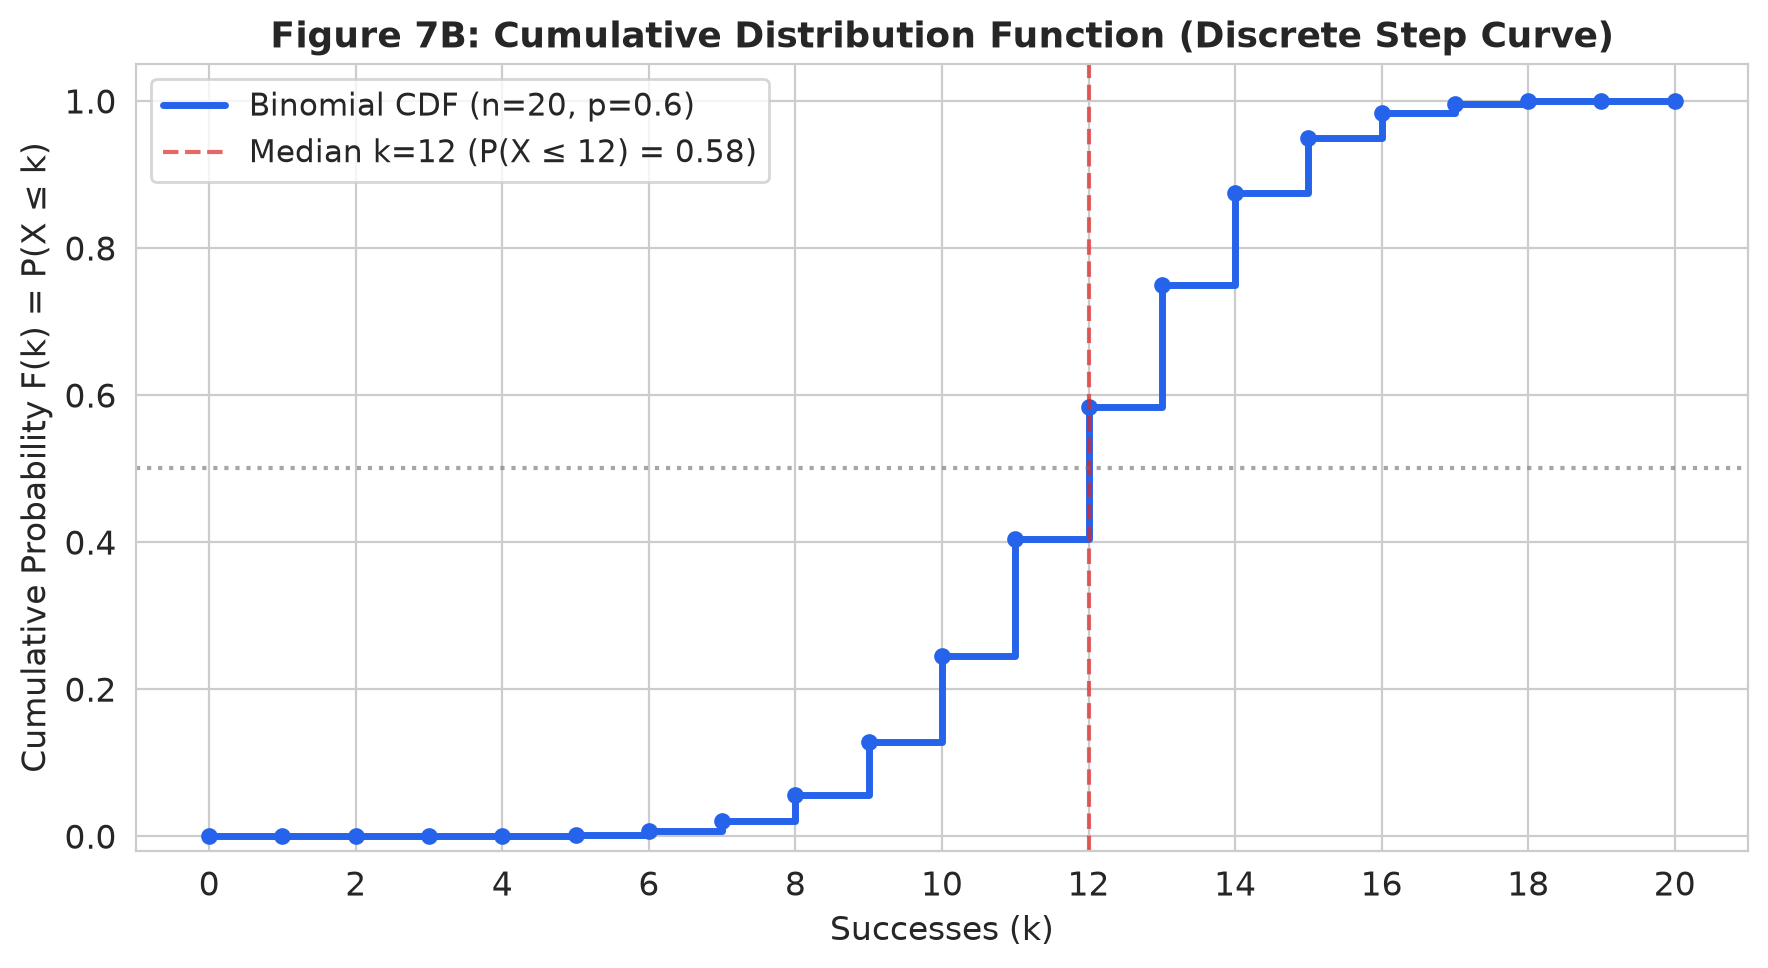 Figure 7B: Cumulative Distribution Function (Discrete Step Curve)
Binomial CDF (n=20, p=0.6)
Median k=12 (P(X ≤ 12) = 0.58)
Cumulative Probability F(k) = P(X ≤ k)
1.0
0.8
0.6
0.4
0.2
0.0
0 2 4 6 8 10 12 14 16 18 20
Successes (k)